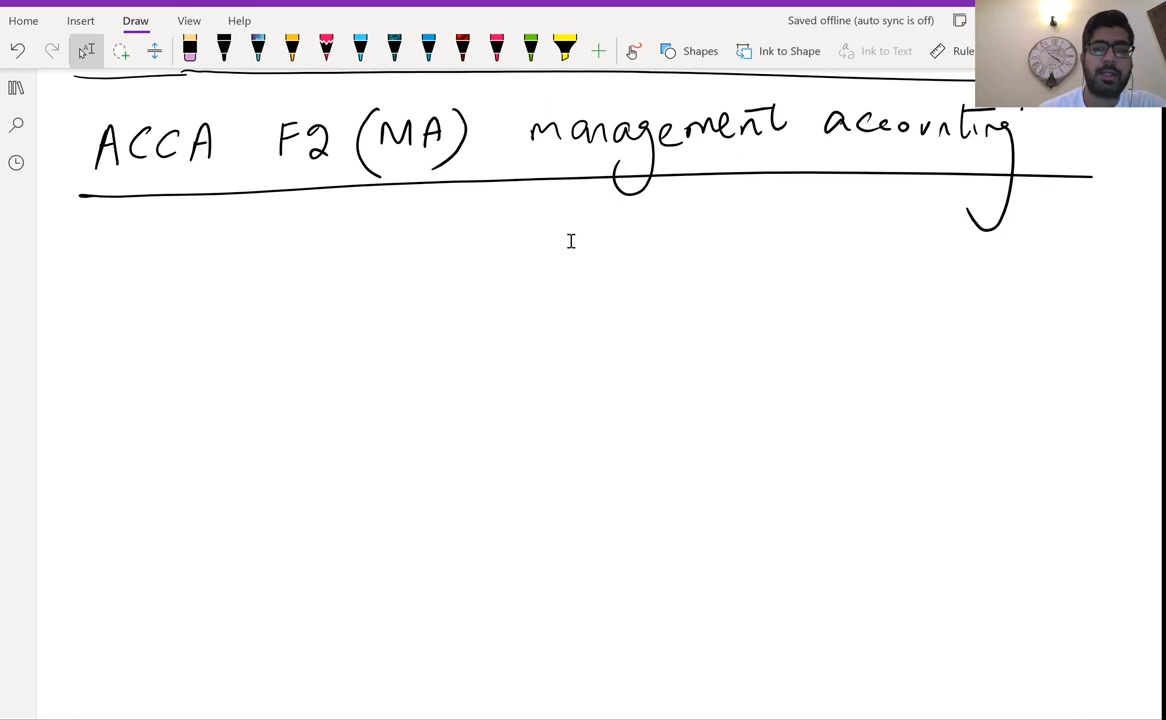 Home Insert Draw View Help Saved offline (auto sync is off)
Shapes Ink to Shape Ink to Text Rule
ACCA F2 (MA) management accounting